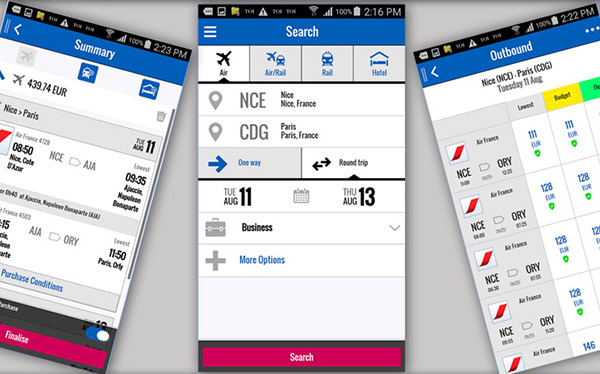 2:23 PM
Summary
439.74 EUR
Nice > Paris
Air France 4728
TUE AUG 11
08:50
NCE
AJA
Lowest
09:35
Nice, Cote D'Azur
Ajaccio, Napoleon Bonaparte
0h40 at Ajaccio, Napoleon Bonaparte (AJA)
Air France 4503
AJA
ORY
Lowest
11:50
Paris, Orly
Purchase Conditions
Purchase
Finalise
100% 2:16 PM
Search
Air
Air/Rail
Rail
Hotel
NCE
Nice
Nice, France
CDG
Paris
Paris, France
One way
Round trip
TUE
AUG 11
THU
AUG 13
Business
More Options
Search
100% 2:22 PM
Outbound
Nice (NCE) - Paris (CDG)
Tuesday 11 Aug
Lowest
Budget
Air France
NCE
ORY
111
EUR
111
EUR
Air France
NCE
ORY
128
EUR
128
EUR
Air France
NCE
ORY
128
EUR
128
EUR
Air France
NCE
ORY
128
EUR
Air France
146